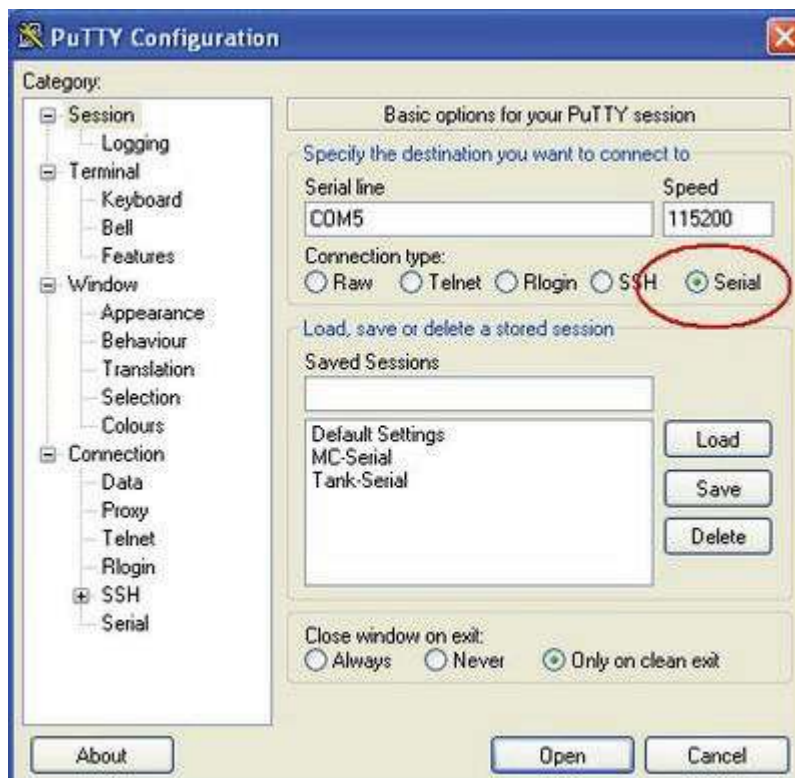 PuTTY Configuration
Category:
Session
Logging
Terminal
Keyboard
Bell
Features
Window
Appearance
Behaviour
Translation
Selection
Colours
Connection
Data
Proxy
Telnet
Rlogin
SSH
Serial
Basic options for your PuTTY session
Specify the destination you want to connect to
Serial line Speed
COM5 115200
Connection type:
Raw Telnet Rlogin SSH Serial
Load, save or delete a stored session
Saved Sessions
Default Settings
MC-Serial
Tank-Serial
Load
Save
Delete
Close window on exit:
Always Never Only on clean exit
About Open Cancel